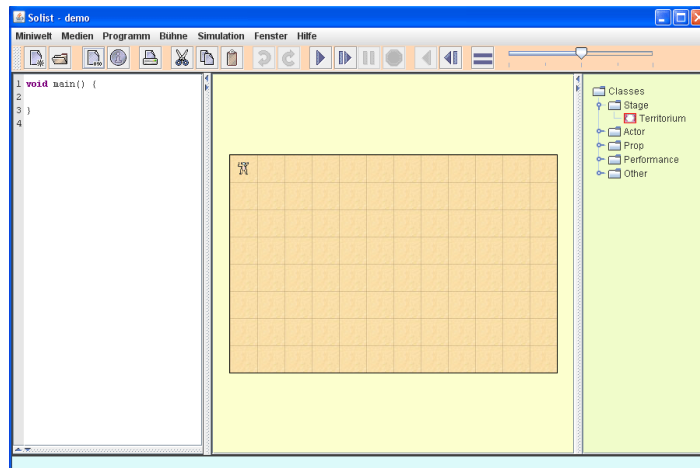 Solist - demo
Miniwelt Medien Programm Bühne Simulation Fenster Hilfe
1 void main() {
2
3 }
4
Classes
Stage
Territorium
Actor
Prop
Performance
Other